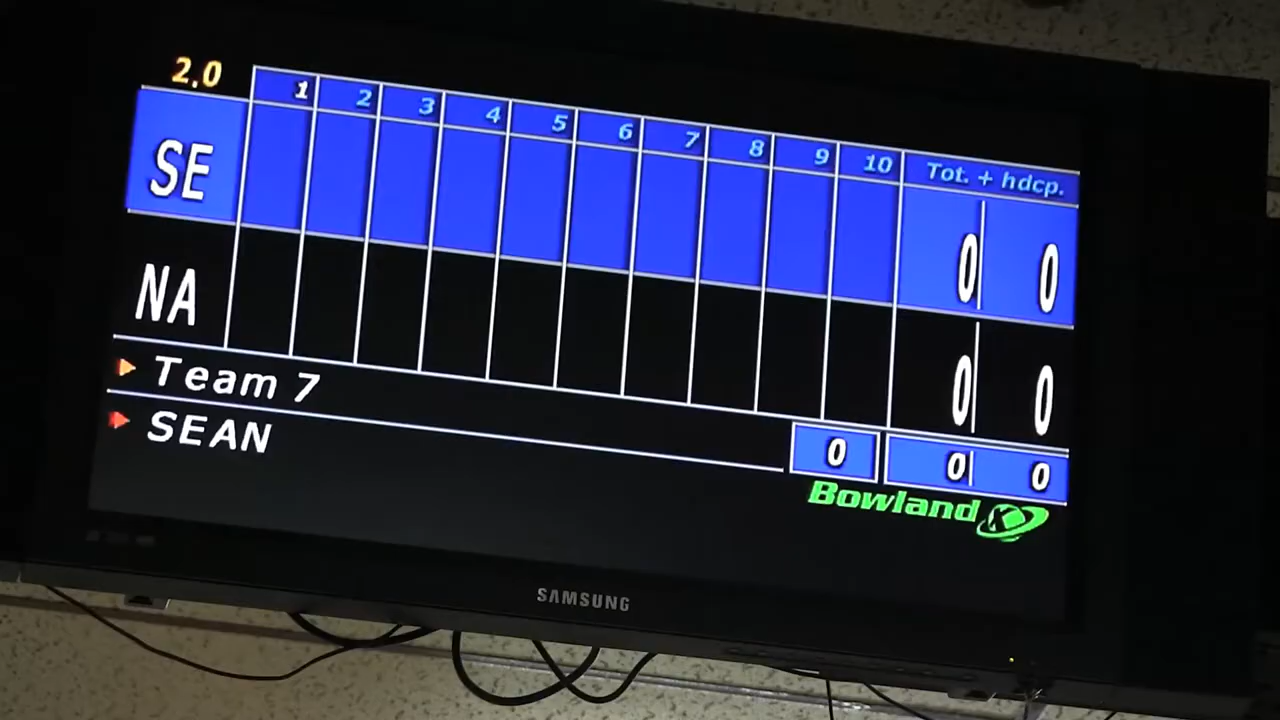 2.0 1 2 3 4 5 6 7 8 9 10 Tot. + hdcp.
SE 0 0
NA 0 0
Team 7
SEAN 0 0 0
Bowland
SAMSUNG